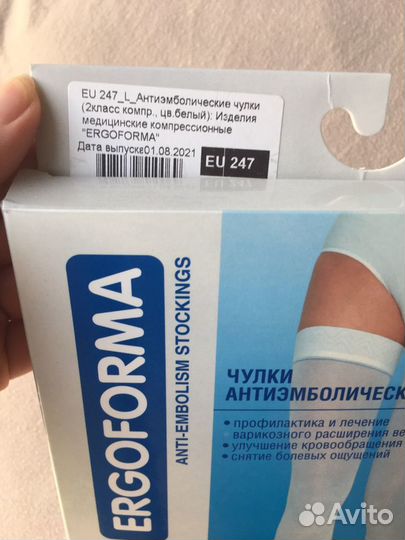 EU 247_L_Антиэмболические чулки
(2класс компр., цв.белый): Изделия
медицинские компрессионные
"ERGOFORMA"
Дата выпуска01.08.2021
EU 247
ERGOFORMA
ANTI-EMBOLISM STOCKINGS
ЧУЛКИ
АНТИЭМБОЛИЧЕСК
• профилактика и лечение
варикозного расширения ве
• улучшение кровообращения
• снятие болевых ощущений
Avito